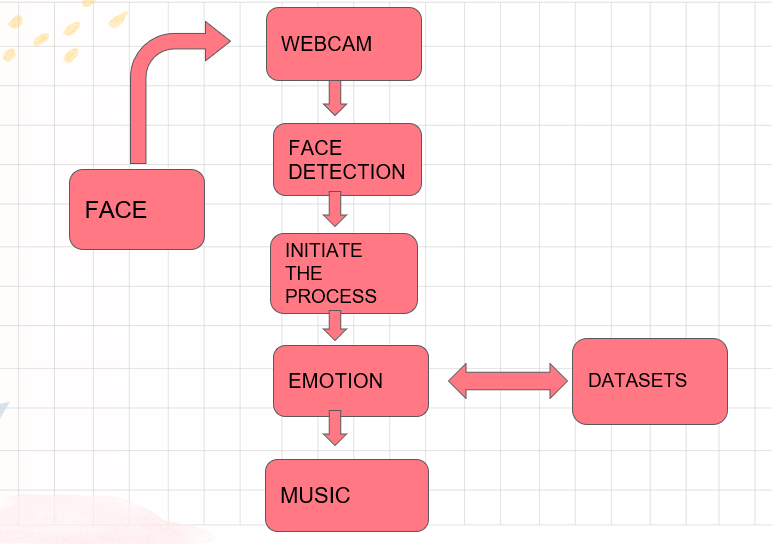 WEBCAM
FACE
DETECTION
FACE
INITIATE
THE
PROCESS
EMOTION
DATASETS
MUSIC